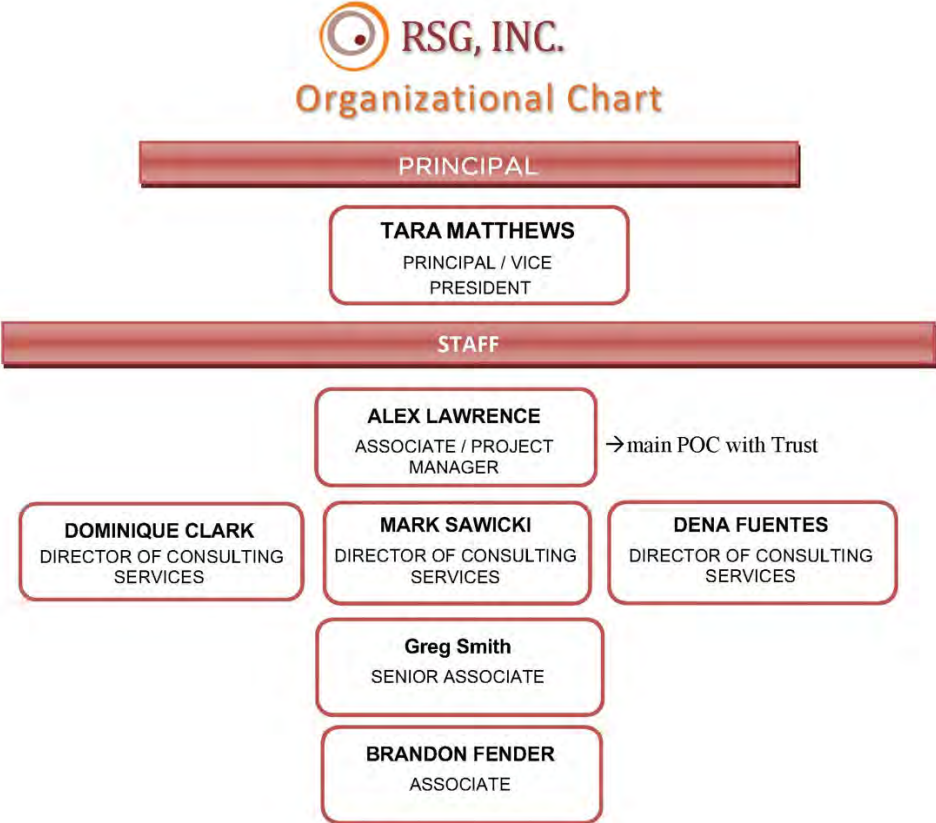 RSG, INC.
Organizational Chart
PRINCIPAL
TARA MATTHEWS
PRINCIPAL / VICE
PRESIDENT
STAFF
ALEX LAWRENCE
ASSOCIATE / PROJECT
MANAGER
→main POC with Trust
DOMINIQUE CLARK
DIRECTOR OF CONSULTING
SERVICES
MARK SAWICKI
DIRECTOR OF CONSULTING
SERVICES
DENA FUENTES
DIRECTOR OF CONSULTING
SERVICES
Greg Smith
SENIOR ASSOCIATE
BRANDON FENDER
ASSOCIATE